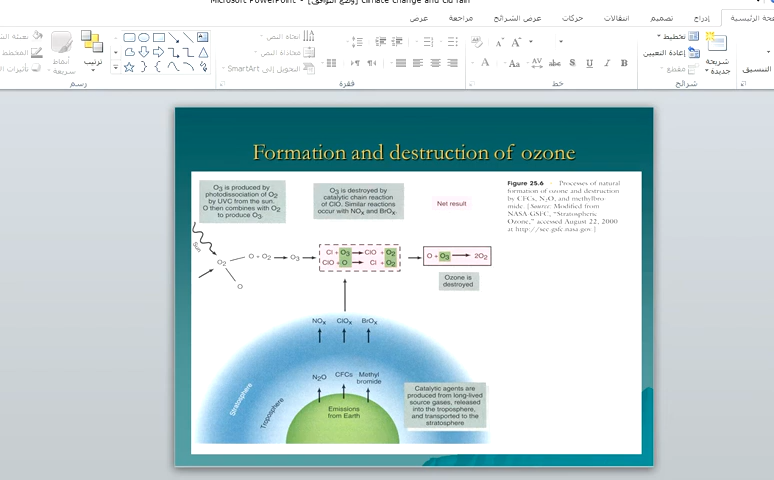 Microsoft PowerPoint - [وضع التوافق] climate change and cid rain
الصفحة الرئيسية إدراج تصميم انتقالات حركات عرض الشرائح مراجعة عرض
تخطيط
إعادة التعيين
مقطع
شريحة جديدة
اتجاه النص
محاذاة النص
التحويل إلى SmartArt
ترتيب
أنماط سريعة
التنسيق
شرائح
خط
فقرة
رسم
Formation and destruction of ozone
O3 is produced by
photodissociation of O2
by UVC from the sun.
O then combines with O2
to produce O3.
O3 is destroyed by
catalytic chain reaction
of ClO. Similar reactions
occur with NOX and BrOX.
Net result
Figure 25.6 Processes of natural
formation of ozone and destruction
by CFCs, N2O, and methylbro-
mide. [Source: Modified from
NASA-GSFC, "Stratospheric
Ozone," accessed August 22, 2000
at http://see.gsfc.nasa.gov.]
Sun
O2
O + O2 → O3
O
Cl + O3 → ClO + O2
ClO + O → Cl + O2
O + O3 → 2O2
Ozone is
destroyed
NOX ClOX BrOX
N2O CFCs Methyl
bromide
Stratosphere
Troposphere
Emissions
from Earth
Catalytic agents are
produced from long-lived
source gases, released
into the troposphere,
and transported to the
stratosphere